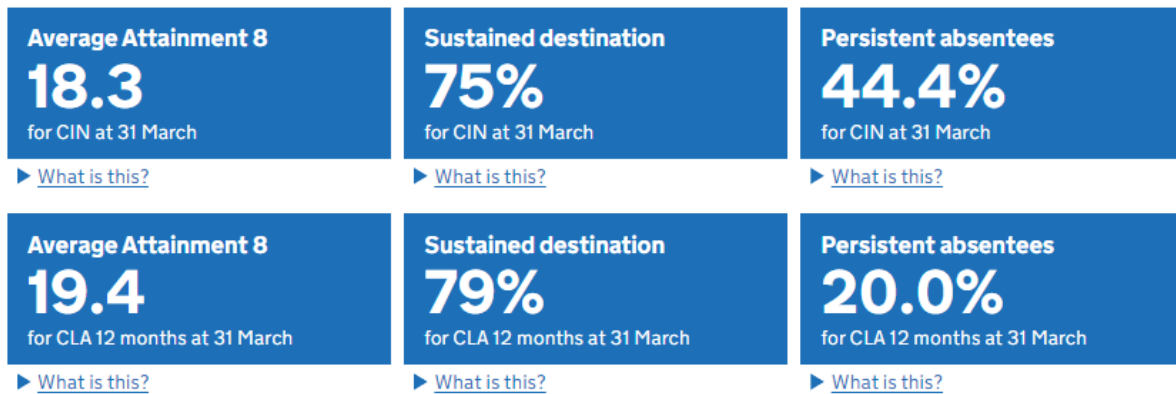 Average Attainment 8
18.3
for CIN at 31 March
What is this?
Sustained destination
75%
for CIN at 31 March
What is this?
Persistent absentees
44.4%
for CIN at 31 March
What is this?
Average Attainment 8
19.4
for CLA 12 months at 31 March
What is this?
Sustained destination
79%
for CLA 12 months at 31 March
What is this?
Persistent absentees
20.0%
for CLA 12 months at 31 March
What is this?